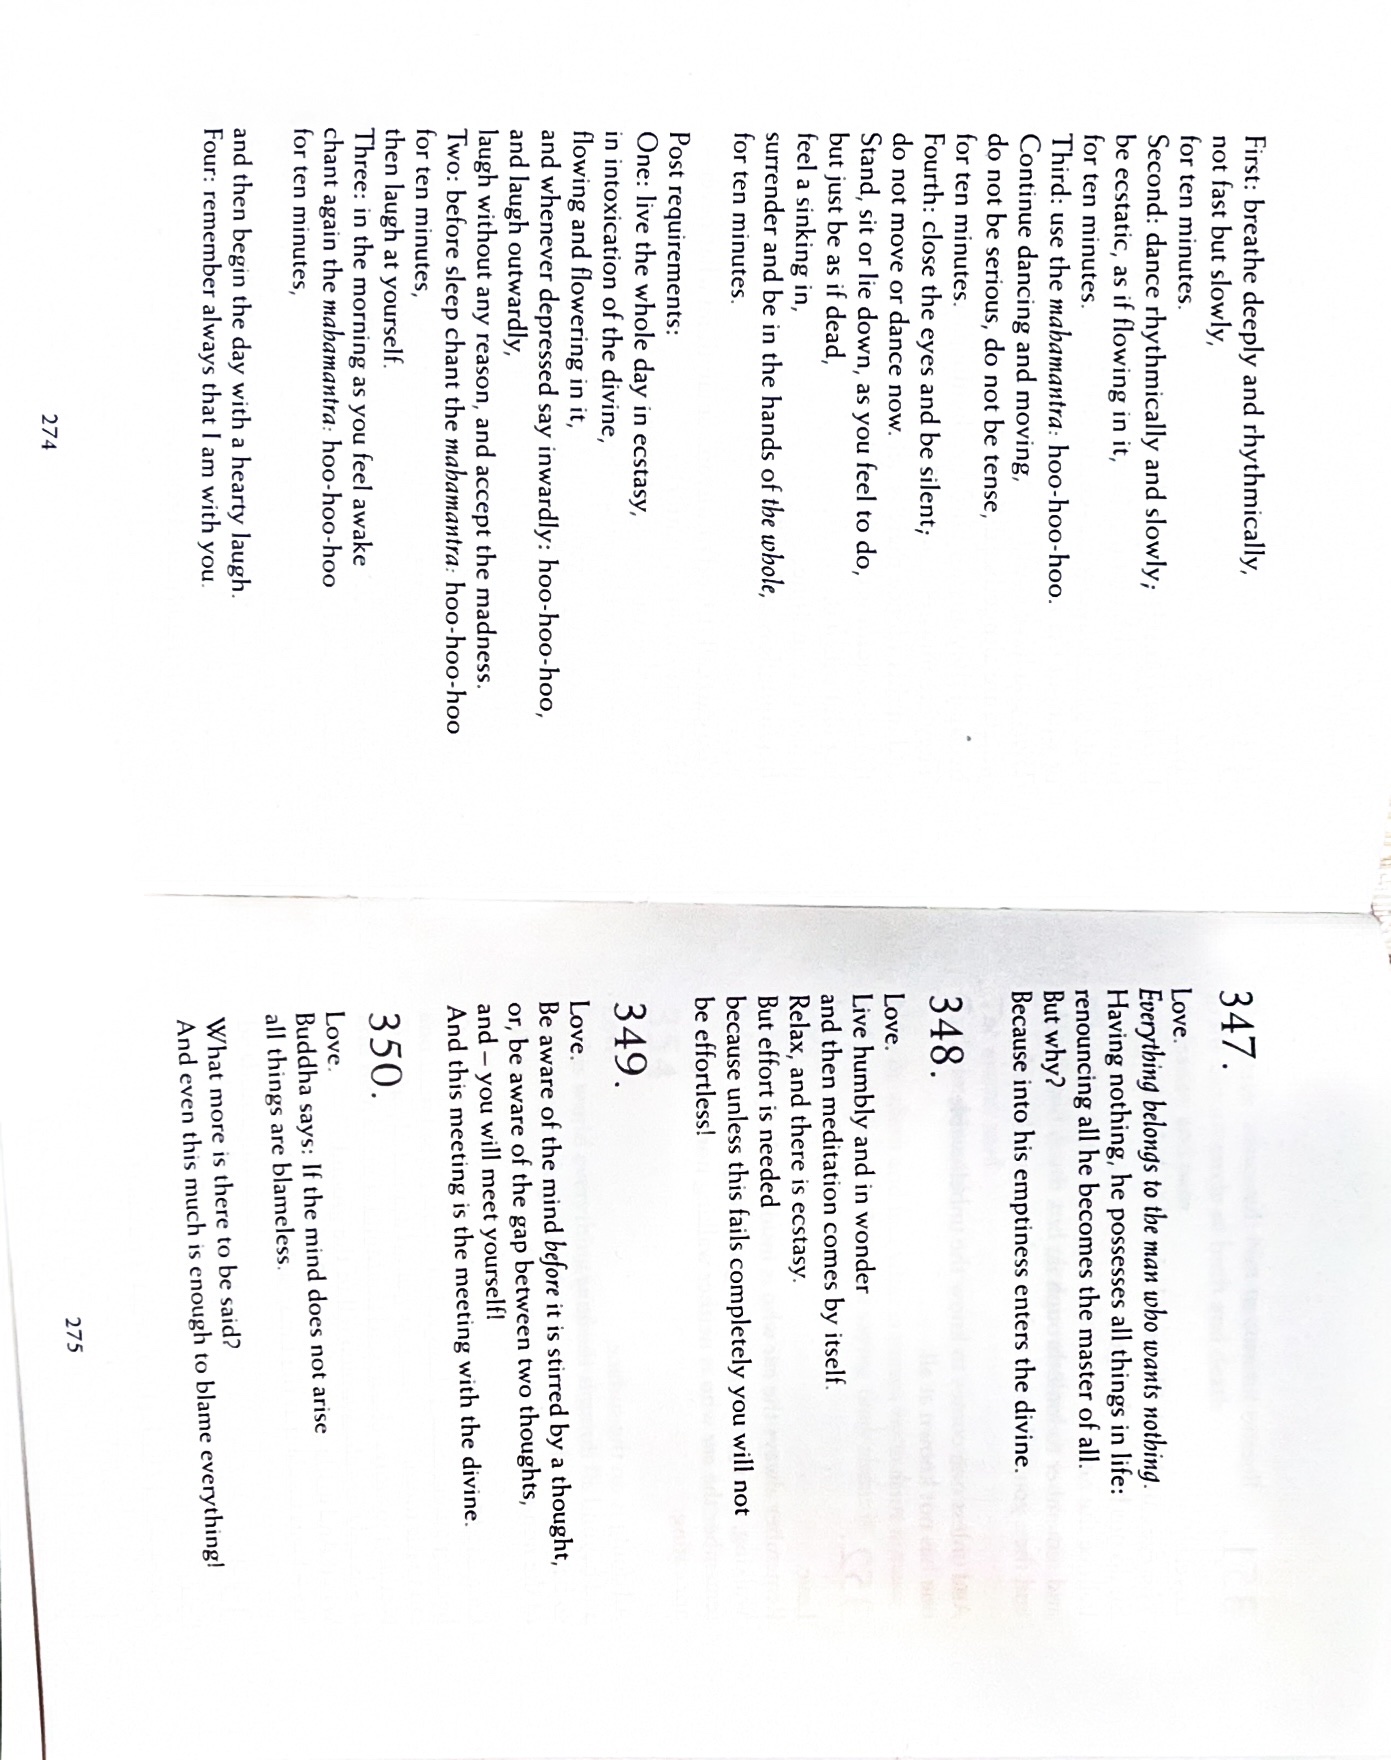 First: breathe deeply and rhythmically,
not fast but slowly,
for ten minutes.
Second: dance rhythmically and slowly;
be ecstatic, as if flowing in it,
for ten minutes.
Third: use the mahamantra: hoo-hoo-hoo.
Continue dancing and moving,
do not be serious, do not be tense,
for ten minutes.
Fourth: close the eyes and be silent;
do not move or dance now.
Stand, sit or lie down, as you feel to do,
but just be as if dead,
feel a sinking in,
surrender and be in the hands of the whole,
for ten minutes.
Post requirements:
One: live the whole day in ecstasy,
in intoxication of the divine,
flowing and flowering in it,
and whenever depressed say inwardly: hoo-hoo-hoo,
and laugh outwardly,
laugh without any reason, and accept the madness.
Two: before sleep chant the mahamantra: hoo-hoo-hoo
for ten minutes,
then laugh at yourself.
Three: in the morning as you feel awake
chant again the mahamantra: hoo-hoo-hoo
for ten minutes,
and then begin the day with a hearty laugh.
Four: remember always that I am with you.
274
347.
Love.
Everything belongs to the man who wants nothing.
Having nothing, he possesses all things in life:
renouncing all he becomes the master of all.
But why?
Because into his emptiness enters the divine.
348.
Love.
Live humbly and in wonder
and then meditation comes by itself.
Relax, and there is ecstasy.
But effort is needed
because unless this fails completely you will not
be effortless!
349.
Love.
Be aware of the mind before it is stirred by a thought,
or, be aware of the gap between two thoughts,
and – you will meet yourself!
And this meeting is the meeting with the divine.
350.
Love.
Buddha says: If the mind does not arise
all things are blameless.
What more is there to be said?
And even this much is enough to blame everything!
275